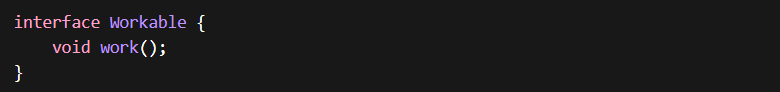 interface Workable {
    void work();
}